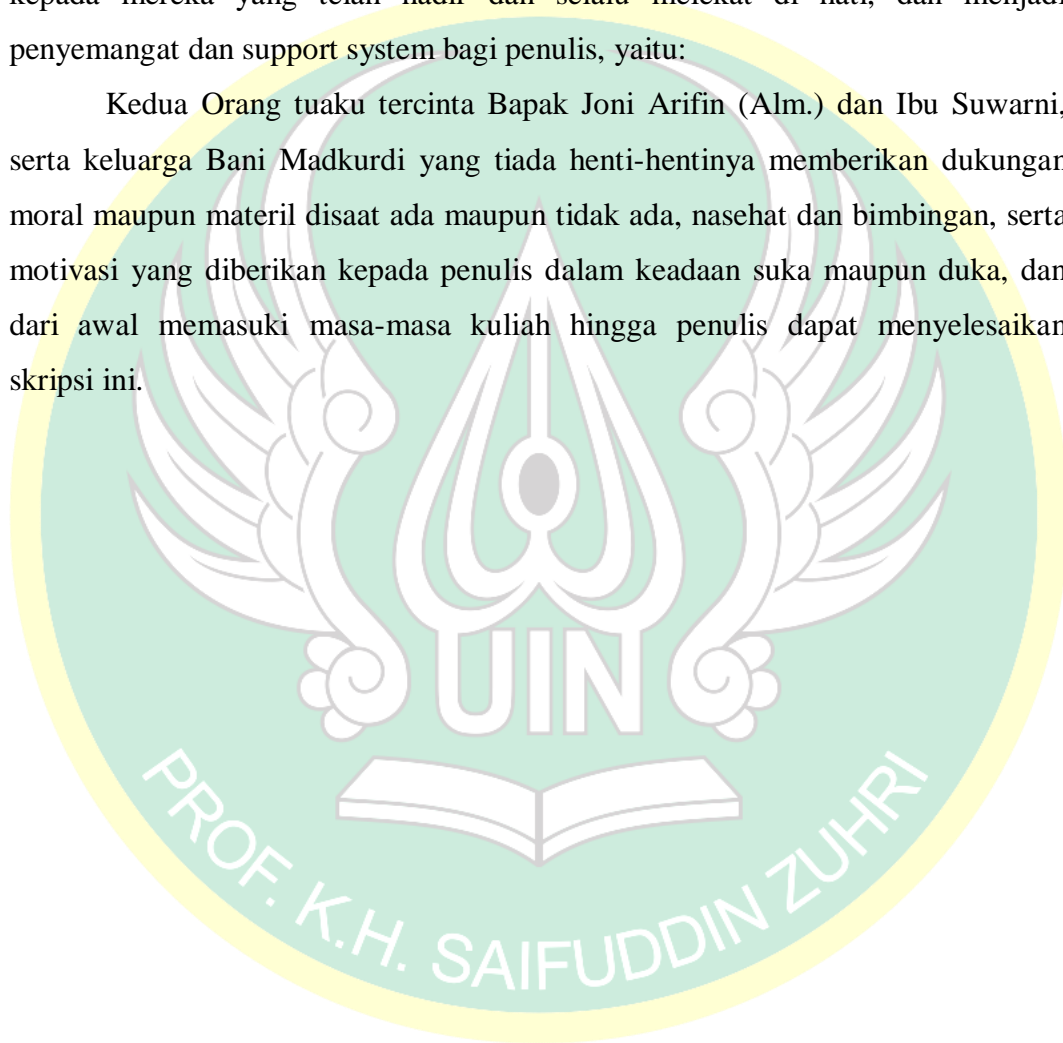 kepada mereka yang telah hadir dan selalu melekat di hati, dan menjadi
penyemangat dan support system bagi penulis, yaitu:
Kedua Orang tuaku tercinta Bapak Joni Arifin (Alm.) dan Ibu Suwarni,
serta keluarga Bani Madkurdi yang tiada henti-hentinya memberikan dukungan
moral maupun materil disaat ada maupun tidak ada, nasehat dan bimbingan, serta
motivasi yang diberikan kepada penulis dalam keadaan suka maupun duka, dan
dari awal memasuki masa-masa kuliah hingga penulis dapat menyelesaikan
skripsi ini.
UIN
PROF. K.H. SAIFUDDIN ZUHRI